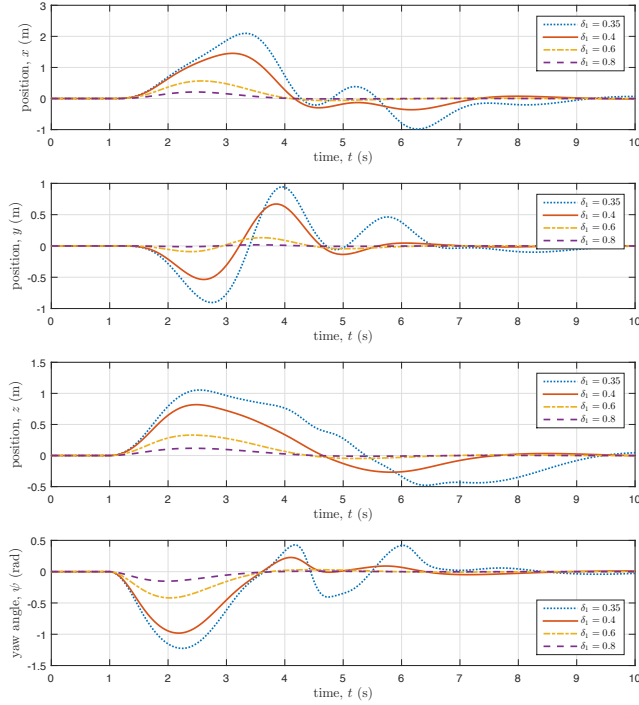 3
2
1
0
-1
position, x (m)
δ₁ = 0.35
δ₁ = 0.4
δ₁ = 0.6
δ₁ = 0.8
0 1 2 3 4 5 6 7 8 9 10
time, t (s)
1
0.5
0
-0.5
-1
position, y (m)
δ₁ = 0.35
δ₁ = 0.4
δ₁ = 0.6
δ₁ = 0.8
0 1 2 3 4 5 6 7 8 9 10
time, t (s)
1.5
1
0.5
0
-0.5
position, z (m)
δ₁ = 0.35
δ₁ = 0.4
δ₁ = 0.6
δ₁ = 0.8
0 1 2 3 4 5 6 7 8 9 10
time, t (s)
0.5
0
-0.5
-1
-1.5
yaw angle, ψ (rad)
δ₁ = 0.35
δ₁ = 0.4
δ₁ = 0.6
δ₁ = 0.8
0 1 2 3 4 5 6 7 8 9 10
time, t (s)